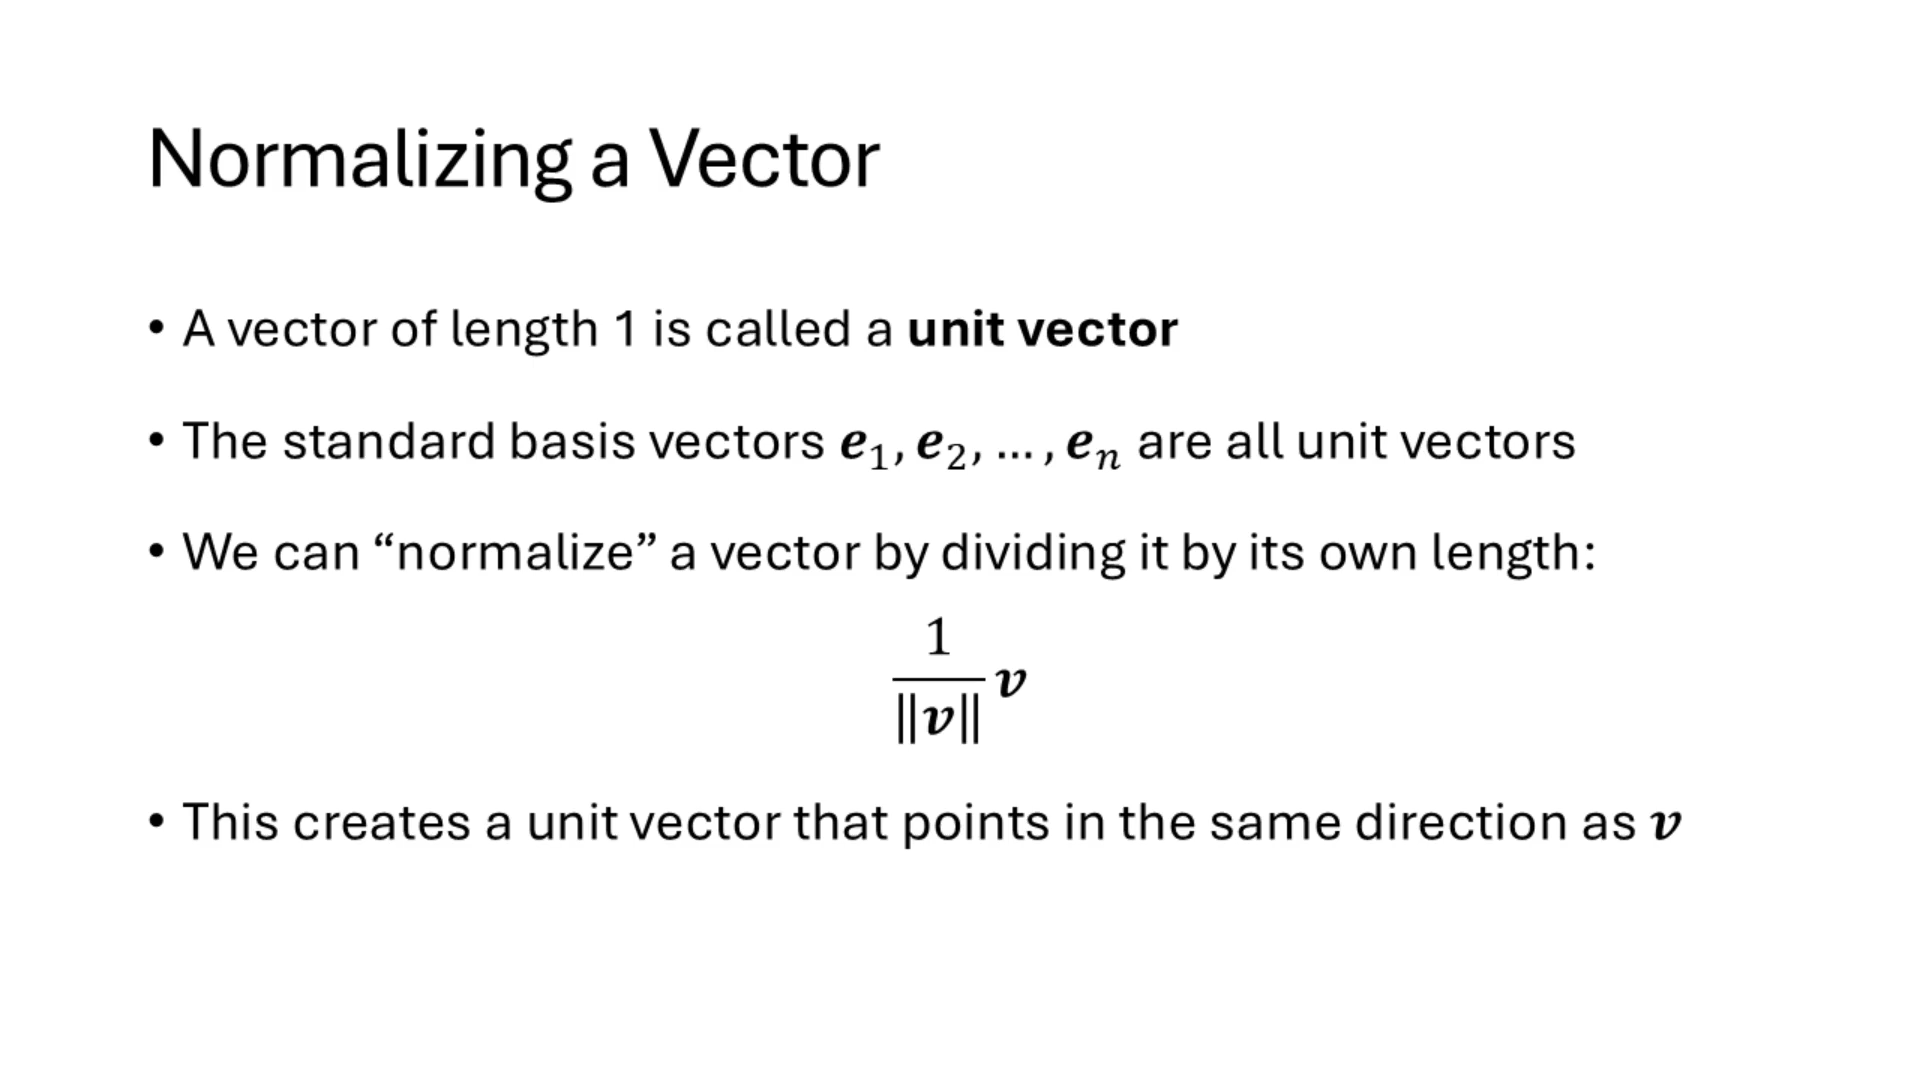 Normalizing a Vector
• A vector of length 1 is called a unit vector
• The standard basis vectors 𝒆₁, 𝒆₂, … , 𝒆ₙ are all unit vectors
• We can “normalize” a vector by dividing it by its own length:
1
‖𝒗‖ 𝒗
• This creates a unit vector that points in the same direction as 𝒗